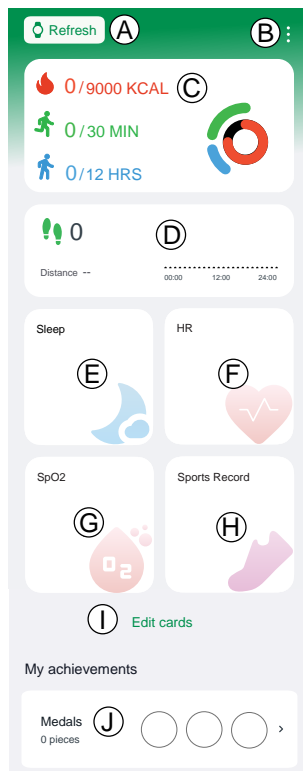 Refresh A B
0/9000 KCAL C
0/30 MIN
0/12 HRS
0 D
Distance --
00:00 12:00 24:00
Sleep HR
E F
SpO2 Sports Record
G H
O2
I Edit cards
My achievements
Medals J
0 pieces